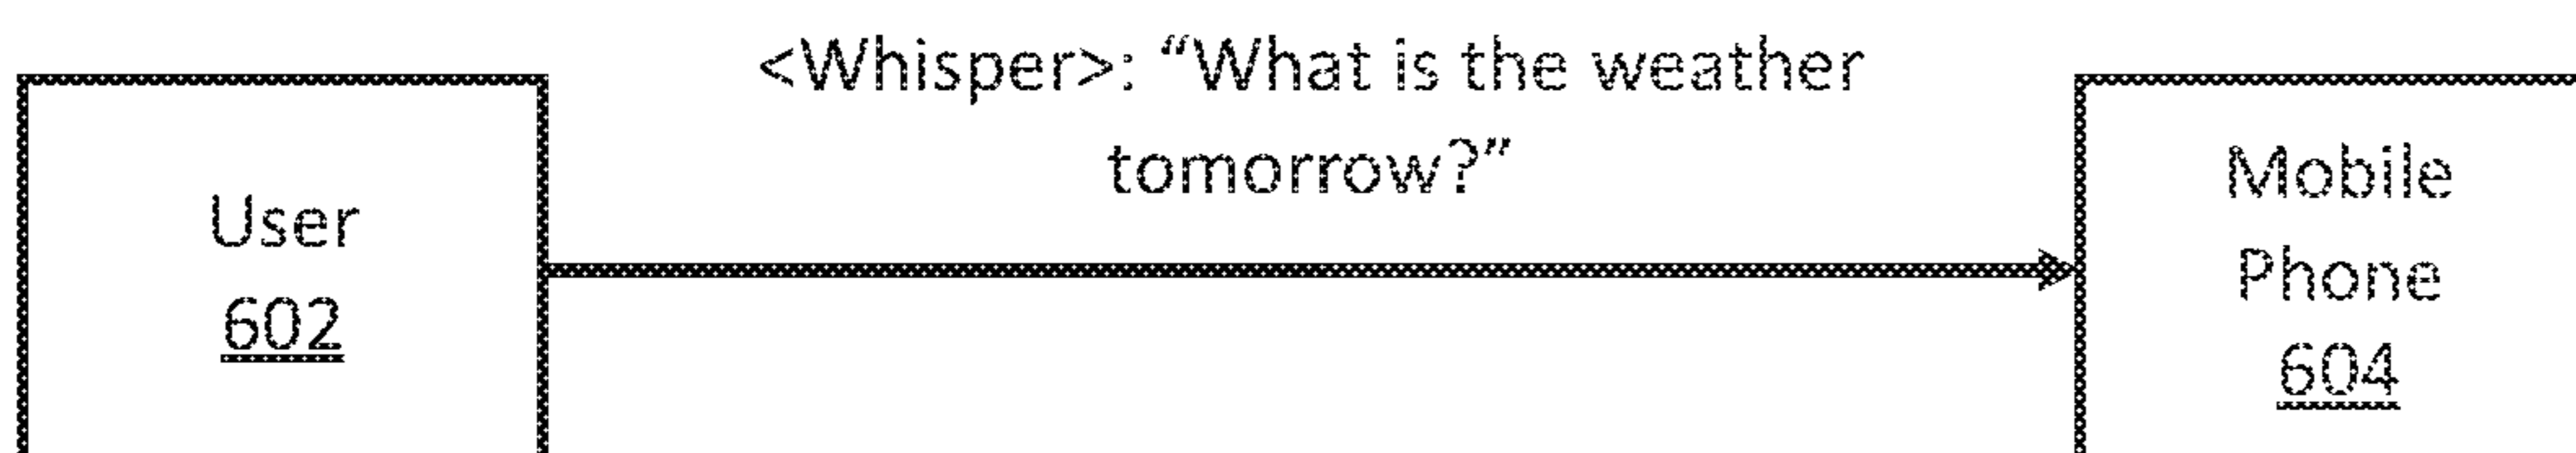 <Whisper>: “What is the weather
tomorrow?”
User
602
Mobile
Phone
604